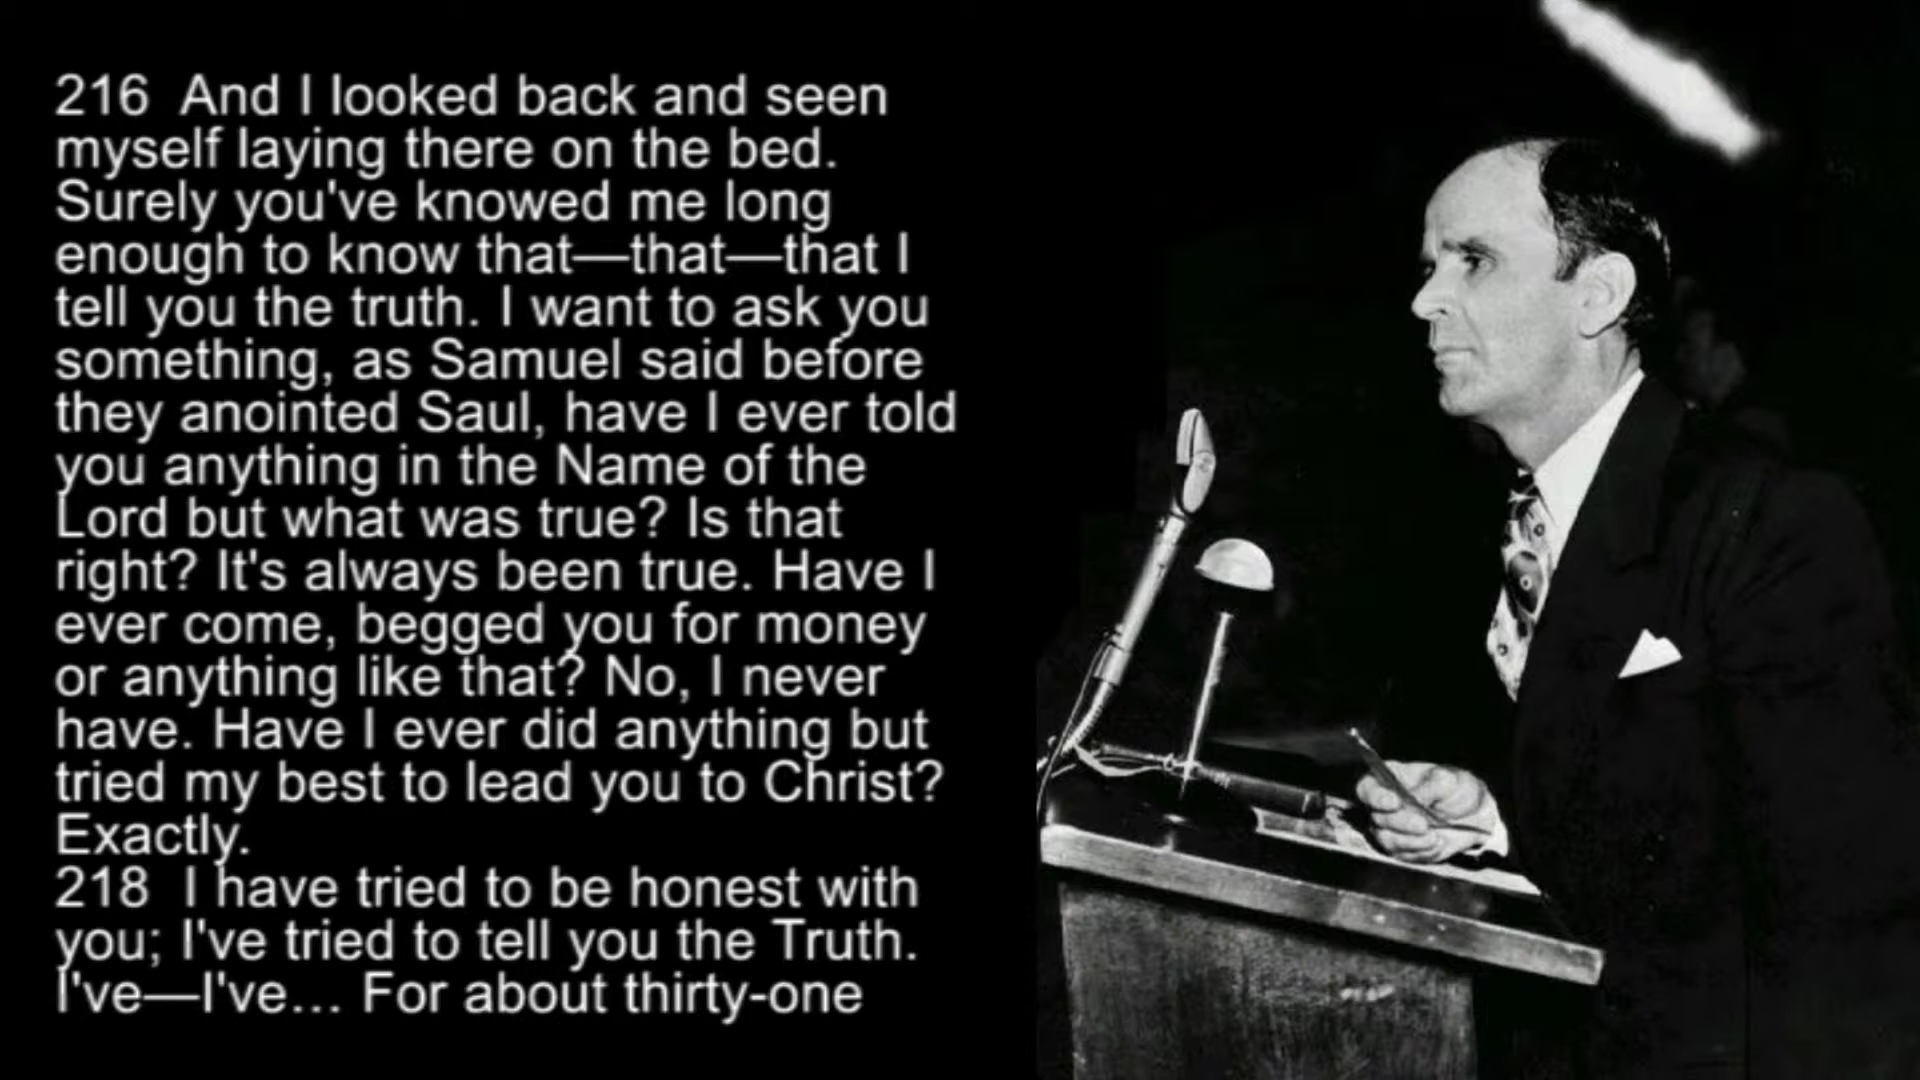 216 And I looked back and seen
myself laying there on the bed.
Surely you've knowed me long
enough to know that—that—that I
tell you the truth. I want to ask you
something, as Samuel said before
they anointed Saul, have I ever told
you anything in the Name of the
Lord but what was true? Is that
right? It's always been true. Have I
ever come, begged you for money
or anything like that? No, I never
have. Have I ever did anything but
tried my best to lead you to Christ?
Exactly.
218 I have tried to be honest with
you; I've tried to tell you the Truth.
I've—I've... For about thirty-one